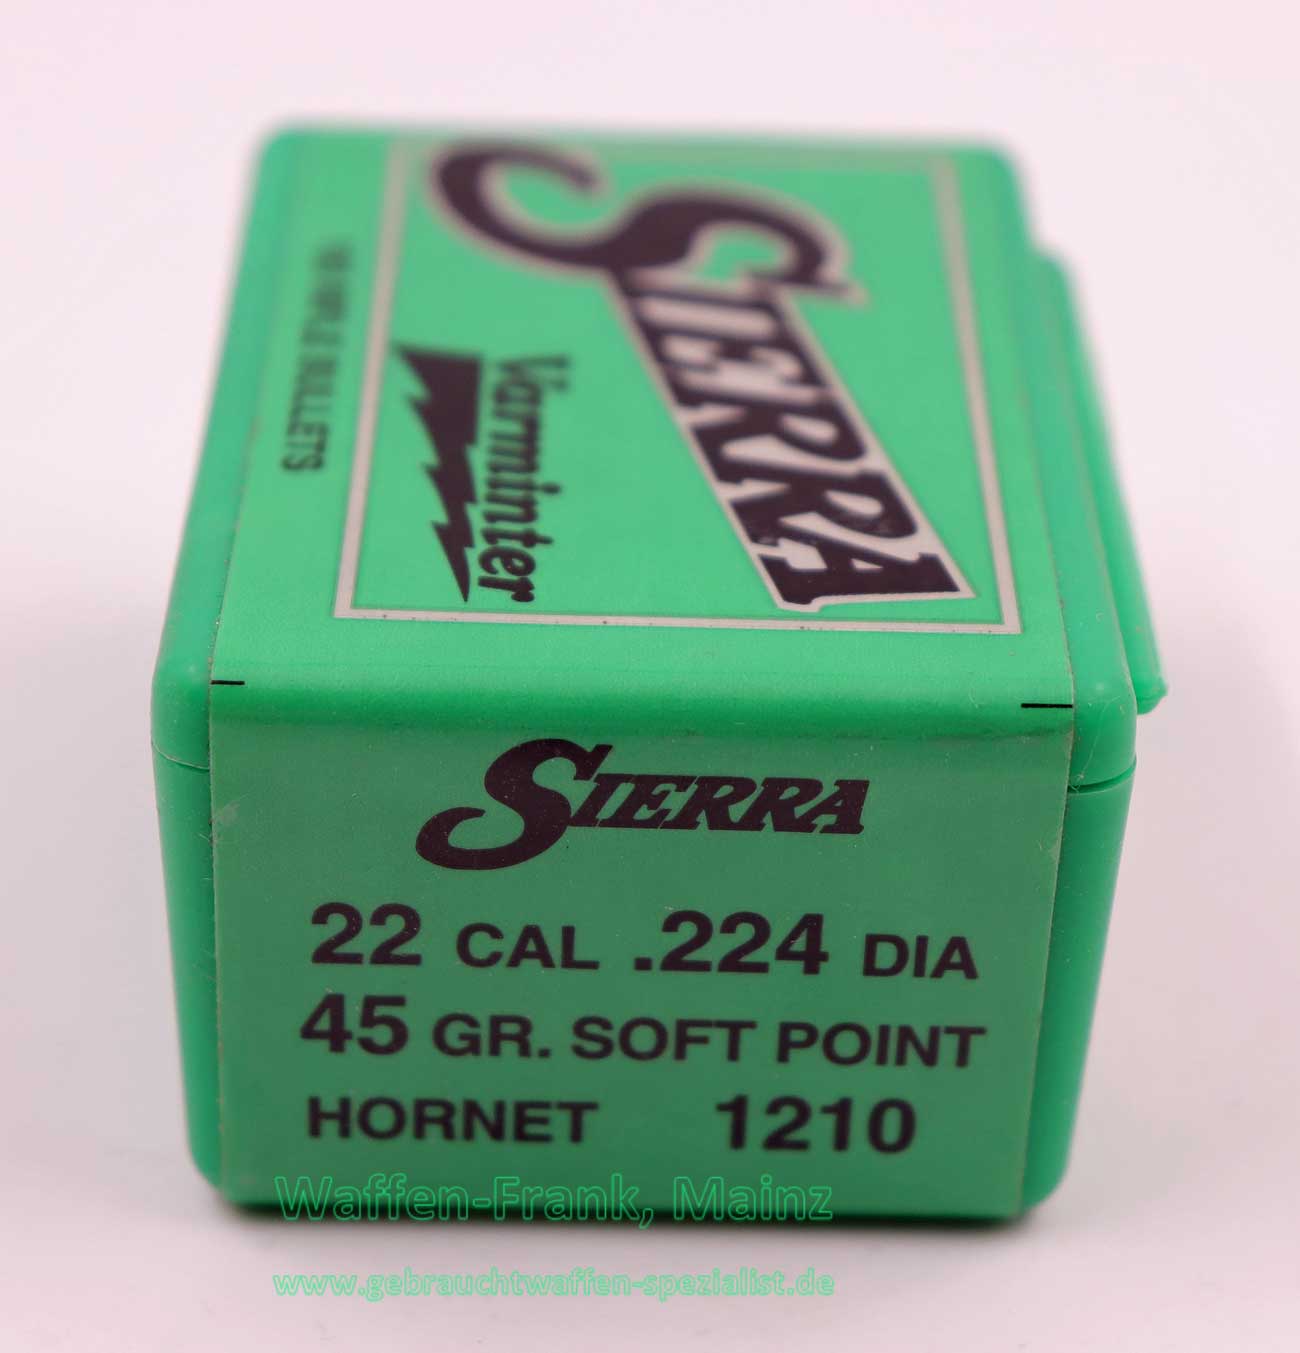 SIERRA
Varminter
BULLETS
SIERRA
22 CAL .224 DIA
45 GR. SOFT POINT
HORNET 1210
Waffen-Frank, Mainz
www.gebrauchtwaffen-spezialist.de